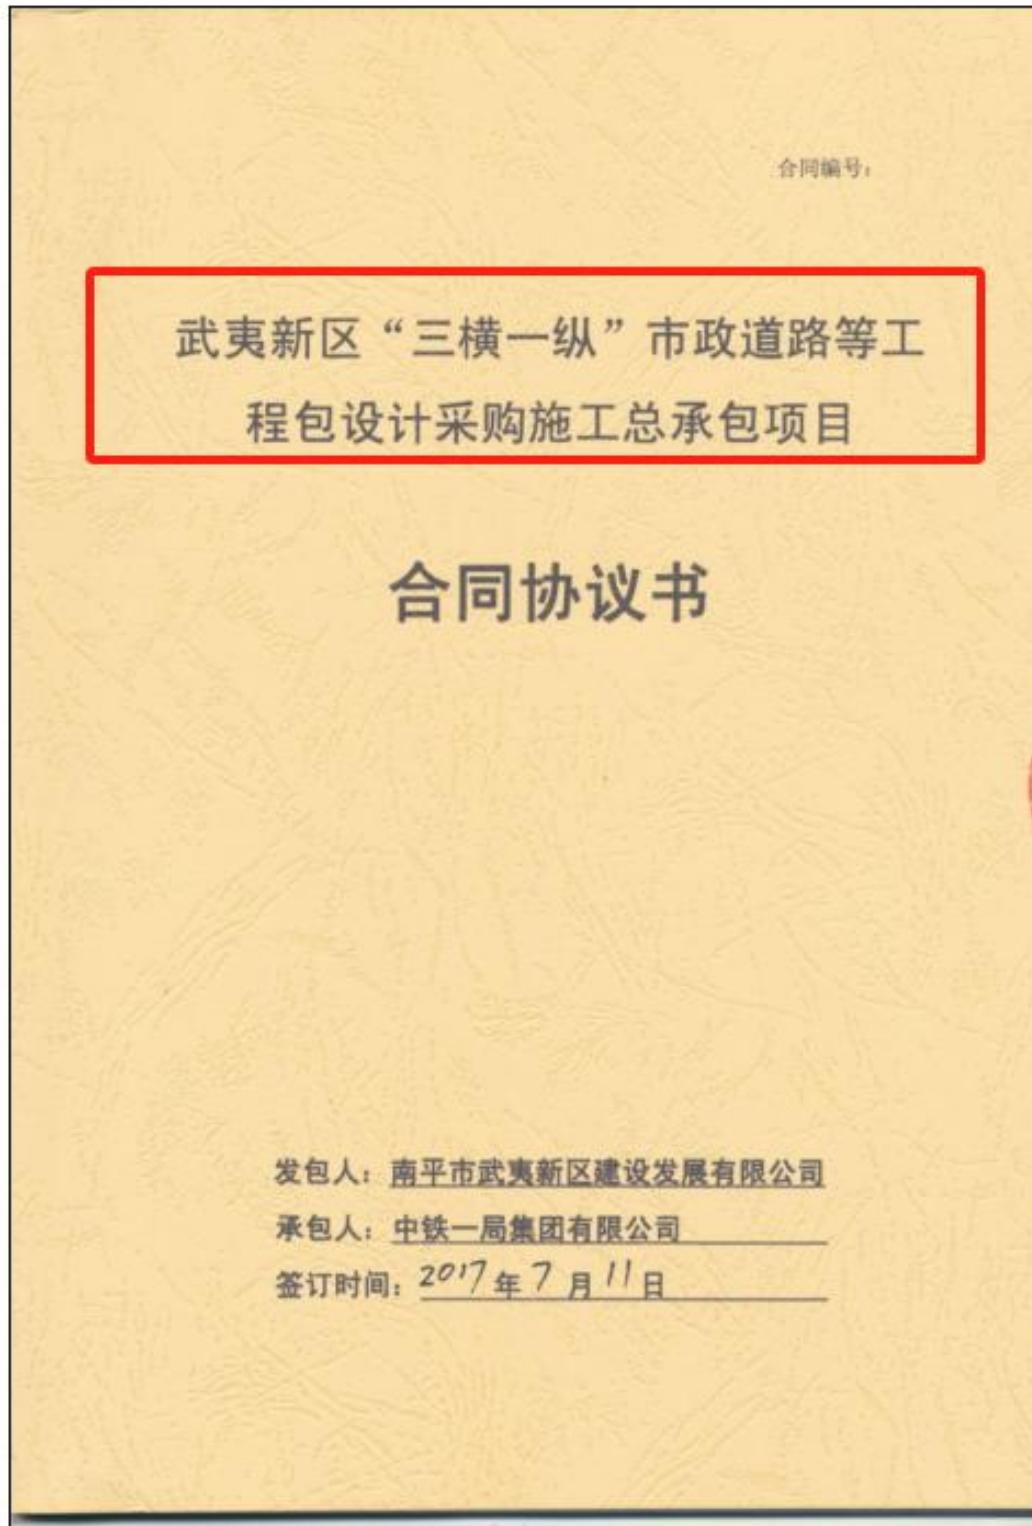 合同编号：
武夷新区“三横一纵”市政道路等工
程包设计采购施工总承包项目
合同协议书
发包人：南平市武夷新区建设发展有限公司
承包人：中铁一局集团有限公司
签订时间：2017年7月11日